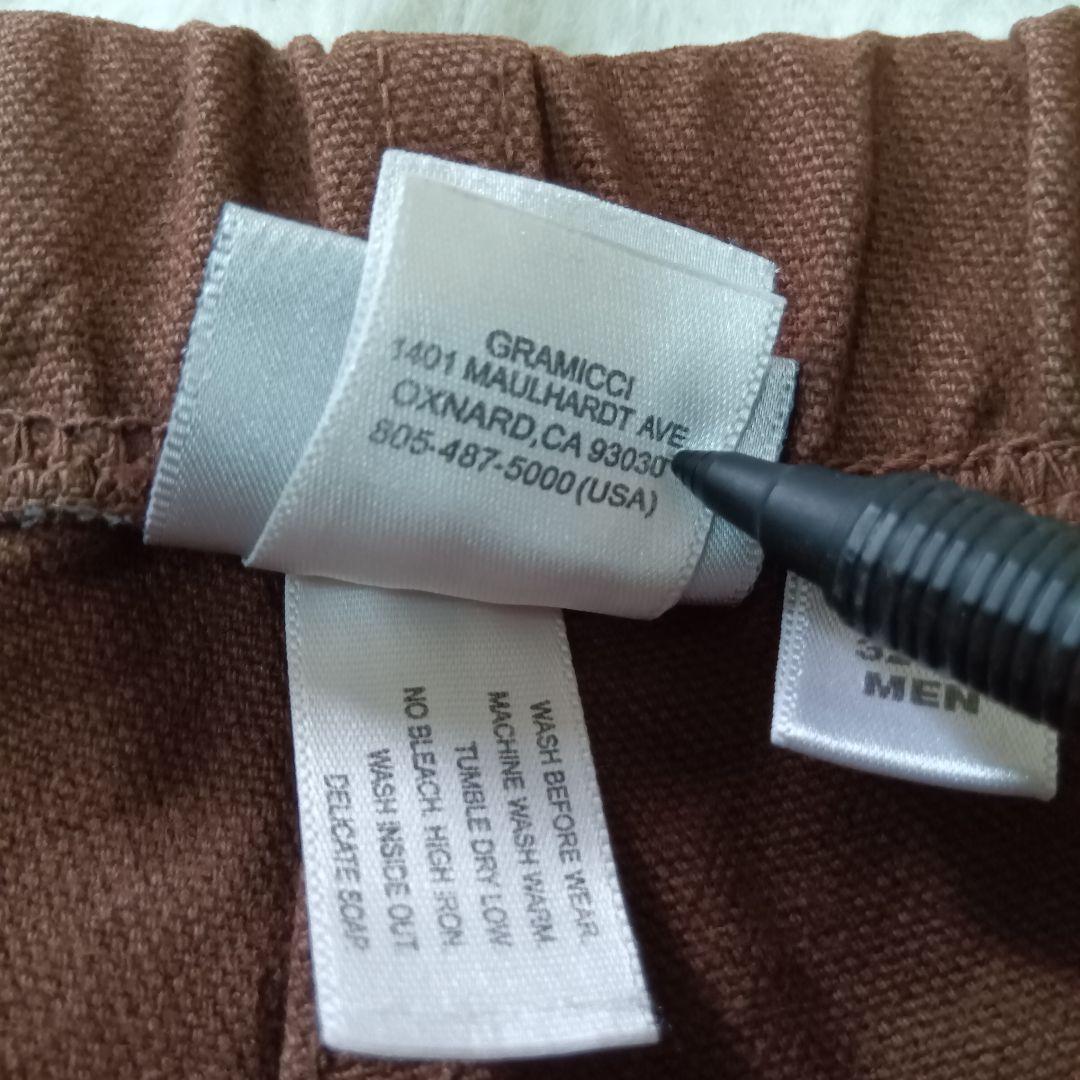 GRAMICCI
1401 MAULHARDT AVE
OXNARD, CA 93030
805-487-5000 (USA)
WASH BEFORE WEAR.
MACHINE WASH WARM
TUMBLE DRY LOW
NO BLEACH. HIGH IRON
WASH INSIDE OUT
DELICATE SOAP
MEN